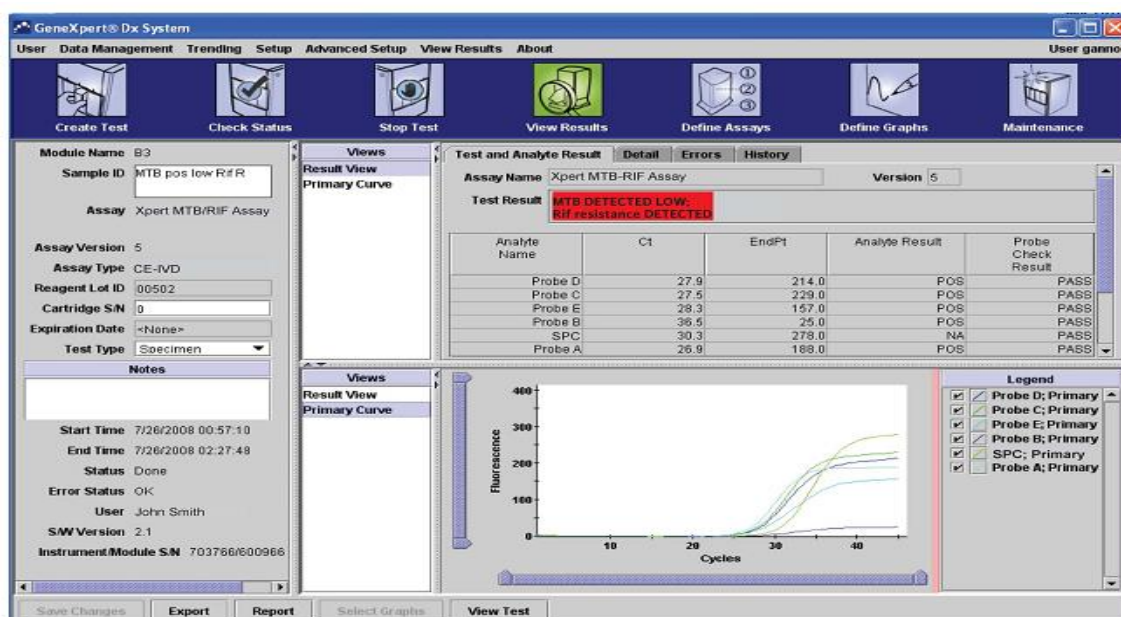 GeneXpert® Dx System
User Data Management Trending Setup Advanced Setup View Results About User ganno
Create Test Check Status Stop Test View Results Define Assays Define Graphs Maintenance
Module Name B3
Sample ID MTB pos low Rif R
Assay Xpert MTB/RIF Assay
Assay Version 5
Assay Type CE-IVD
Reagent Lot ID 00502
Cartridge S/N 0
Expiration Date <None>
Test Type Specimen
Notes
Start Time 7/26/2008 00:57:10
End Time 7/26/2008 02:27:48
Status Done
Error Status OK
User John Smith
S/W Version 2.1
Instrument/Module S/N 703766/600966
Views
Result View
Primary Curve
Test and Analyte Result Detail Errors History
Assay Name Xpert MTB-RIF Assay Version 5
Test Result MTB DETECTED LOW;
Rif resistance DETECTED
Analyte Name Ct EndPt Analyte Result Probe Check Result
Probe D 27.9 214.0 POS PASS
Probe C 27.5 229.0 POS PASS
Probe E 28.3 157.0 POS PASS
Probe B 36.5 25.0 POS PASS
SPC 30.3 278.0 NA PASS
Probe A 26.9 188.0 POS PASS
Views
Result View
Primary Curve
Fluorescence
400
300
200
100
0
10 20 30 40
Cycles
Legend
Probe D; Primary
Probe C; Primary
Probe E; Primary
Probe B; Primary
SPC; Primary
Probe A; Primary
Save Changes Export Report Select Graphs View Test